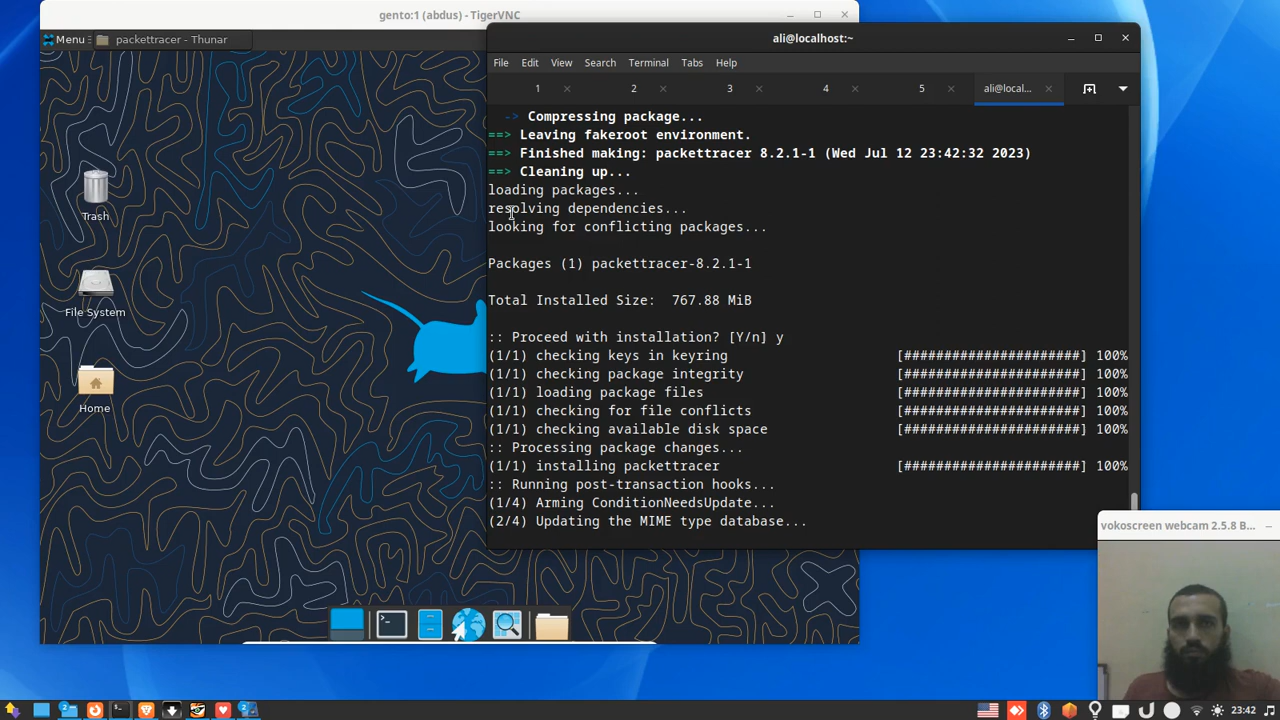 gento:1 (abdus) - TigerVNC
Menu
packettracer - Thunar
Trash
File System
Home
ali@localhost:~
File Edit View Search Terminal Tabs Help
1 2 3 4 5 ali@local...
-> Compressing package...
==> Leaving fakeroot environment.
==> Finished making: packettracer 8.2.1-1 (Wed Jul 12 23:42:32 2023)
==> Cleaning up...
loading packages...
resolving dependencies...
looking for conflicting packages...
Packages (1) packettracer-8.2.1-1
Total Installed Size:  767.88 MiB
:: Proceed with installation? [Y/n] y
(1/1) checking keys in keyring [######################] 100%
(1/1) checking package integrity [######################] 100%
(1/1) loading package files [######################] 100%
(1/1) checking for file conflicts [######################] 100%
(1/1) checking available disk space [######################] 100%
:: Processing package changes...
(1/1) installing packettracer [######################] 100%
:: Running post-transaction hooks...
(1/4) Arming ConditionNeedsUpdate...
(2/4) Updating the MIME type database...
vokoscreen webcam 2.5.8 B...
23:42